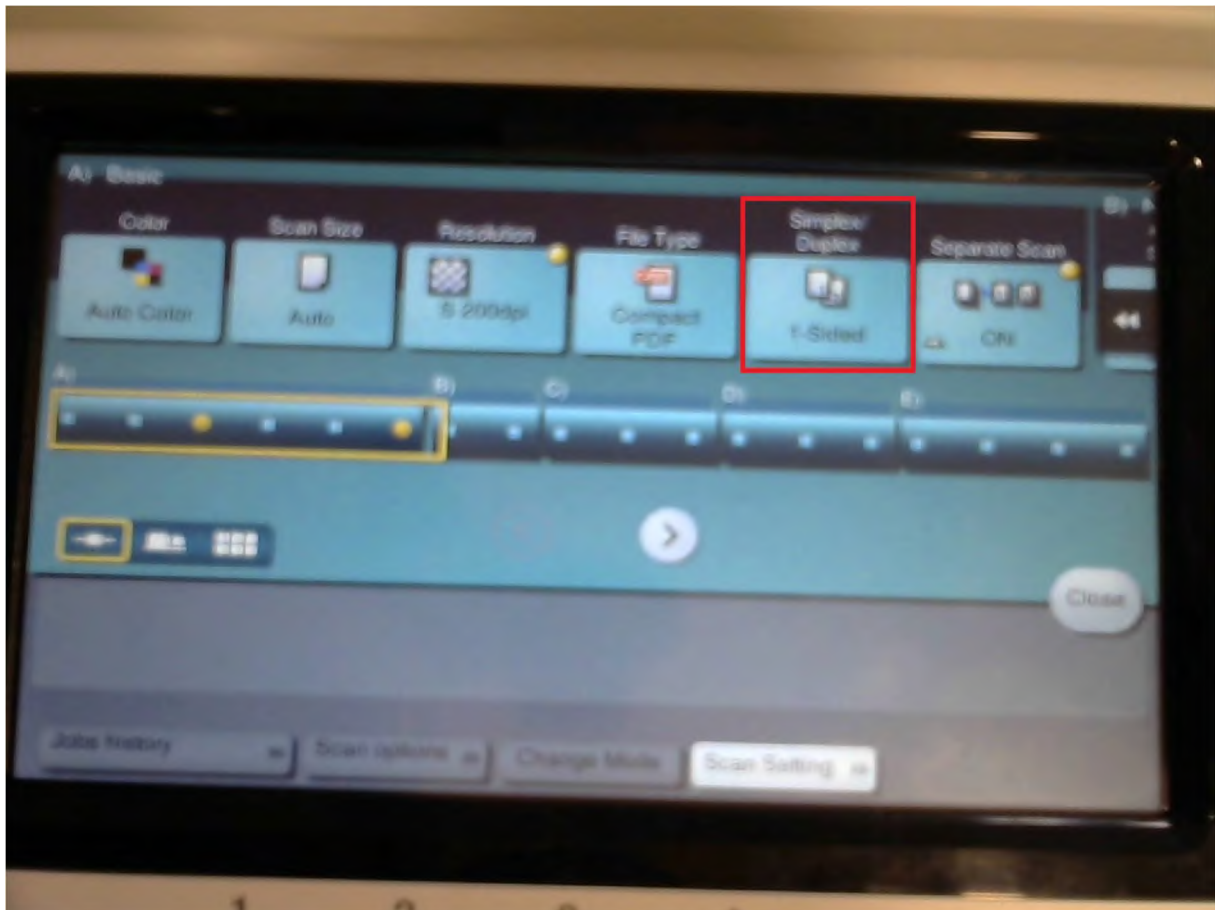 A) Basic
Color
Scan Size
Resolution
File Type
Simplex/
Duplex
Separate Scan
B)
Auto Color
Auto
S 200dpi
Compact
PDF
1-Sided
ON
A)
B)
C)
D)
E)
Close
Jobs history
Scan options
Change Mode
Scan Setting